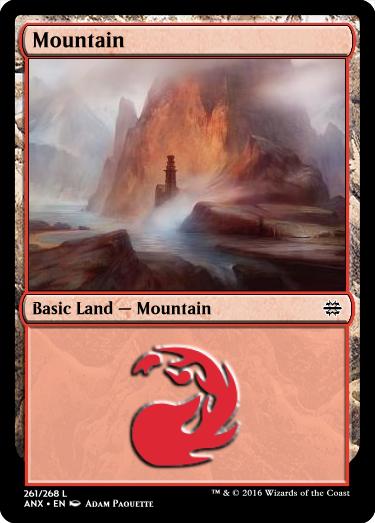 Mountain
Basic Land — Mountain
261/268 L
ANX • EN Adam Paquette
™ & © 2016 Wizards of the Coast